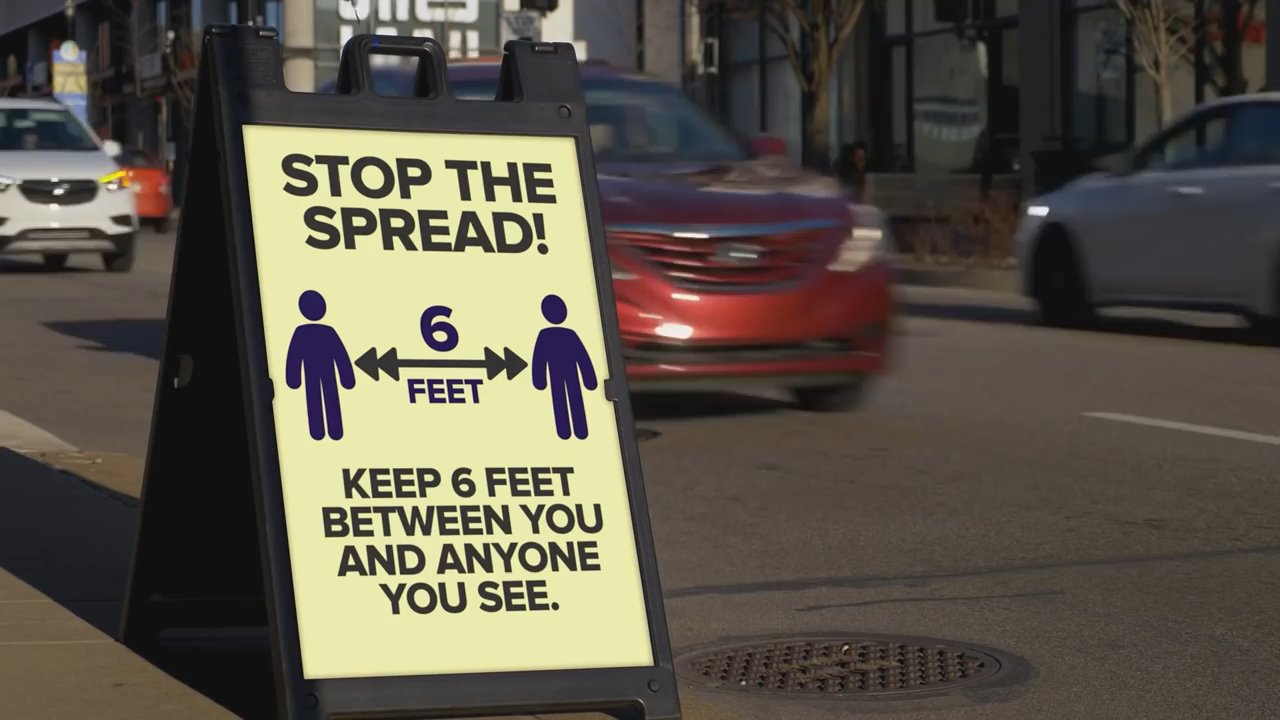 STOP THE
SPREAD!
6
FEET
KEEP 6 FEET
BETWEEN YOU
AND ANYONE
YOU SEE.